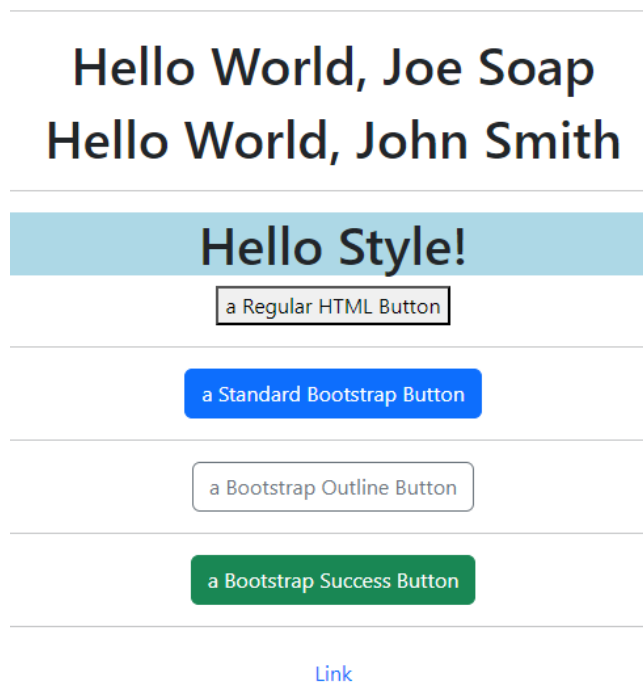 Hello World, Joe Soap
Hello World, John Smith
Hello Style!
a Regular HTML Button
a Standard Bootstrap Button
a Bootstrap Outline Button
a Bootstrap Success Button
Link